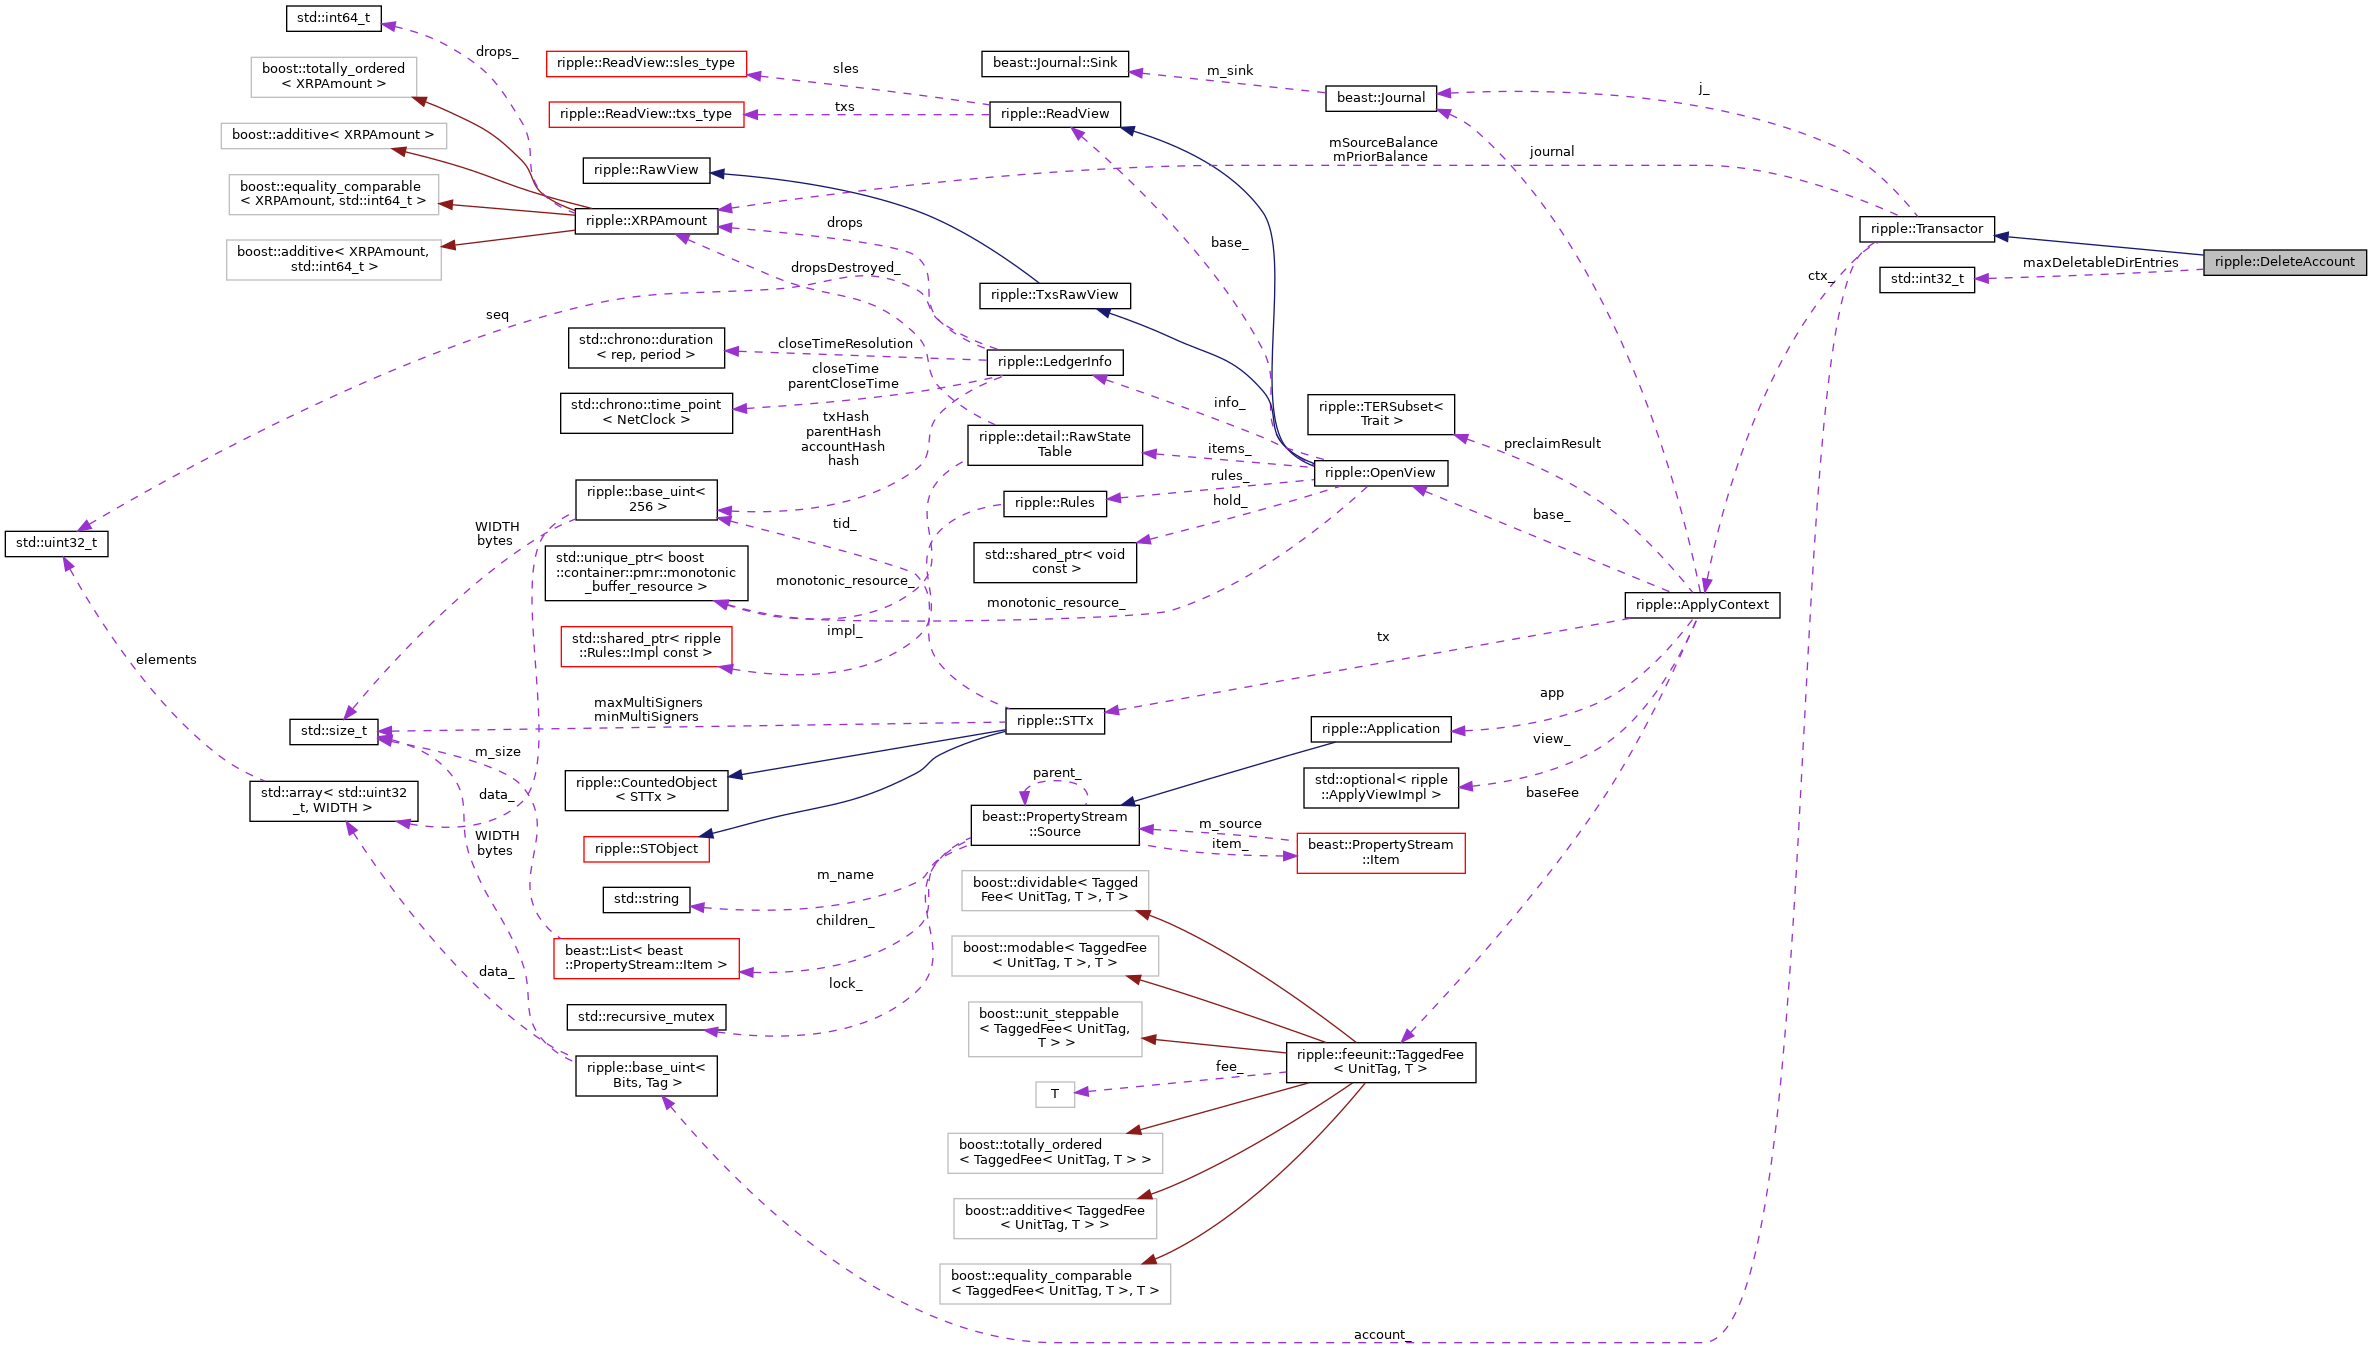 std::int64_t
boost::totally_ordered
< XRPAmount >
boost::additive< XRPAmount >
boost::equality_comparable
< XRPAmount, std::int64_t >
boost::additive< XRPAmount,
std::int64_t >
drops_
ripple::ReadView::sles_type
ripple::ReadView::txs_type
ripple::RawView
ripple::XRPAmount
sles
txs
beast::Journal::Sink
ripple::ReadView
m_sink
beast::Journal
j_
mSourceBalance
mPriorBalance
journal
ripple::Transactor
ripple::DeleteAccount
maxDeletableDirEntries
std::int32_t
ctx_
drops
dropsDestroyed_
base_
ripple::TxsRawView
seq
std::chrono::duration
< rep, period >
closeTimeResolution
closeTime
parentCloseTime
std::chrono::time_point
< NetClock >
txHash
parentHash
accountHash
hash
ripple::LedgerInfo
info_
ripple::TERSubset<
Trait >
preclaimResult
ripple::detail::RawState
Table
items_
ripple::OpenView
rules_
ripple::Rules
hold_
std::shared_ptr< void
const >
base_
ripple::base_uint<
256 >
tid_
std::uint32_t
WIDTH
bytes
std::unique_ptr< boost
::container::pmr::monotonic
_buffer_resource >
monotonic_resource_
monotonic_resource_
ripple::ApplyContext
std::shared_ptr< ripple
::Rules::Impl const >
impl_
tx
elements
maxMultiSigners
minMultiSigners
ripple::STTx
std::size_t
app
ripple::Application
view_
std::optional< ripple
::ApplyViewImpl >
baseFee
m_size
ripple::CountedObject
< STTx >
parent_
std::array< std::uint32
_t, WIDTH >
data_
WIDTH
bytes
ripple::STObject
beast::PropertyStream
::Source
m_source
item_
beast::PropertyStream
::Item
m_name
std::string
children_
beast::List< beast
::PropertyStream::Item >
data_
lock_
std::recursive_mutex
boost::dividable< Tagged
Fee< UnitTag, T >, T >
boost::modable< TaggedFee
< UnitTag, T >, T >
boost::unit_steppable
< TaggedFee< UnitTag,
T > >
ripple::feeunit::TaggedFee
< UnitTag, T >
fee_
T
ripple::base_uint<
Bits, Tag >
boost::totally_ordered
< TaggedFee< UnitTag, T > >
boost::additive< TaggedFee
< UnitTag, T > >
boost::equality_comparable
< TaggedFee< UnitTag, T >, T >
account_